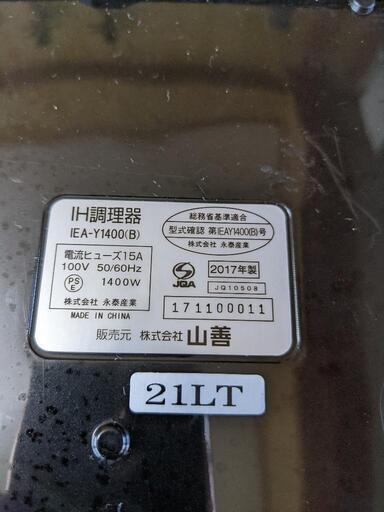 IH調理器
IEA-Y1400(B)
総務省基準適合
型式確認 第IEAY1400(B)号
株式会社 永泰産業
電流ヒューズ15A
100V 50/60Hz
1400W
PS
E
JQA
2017年製
JQ10508
株式会社 永泰産業
MADE IN CHINA
171100011
販売元 株式会社 山善
21LT